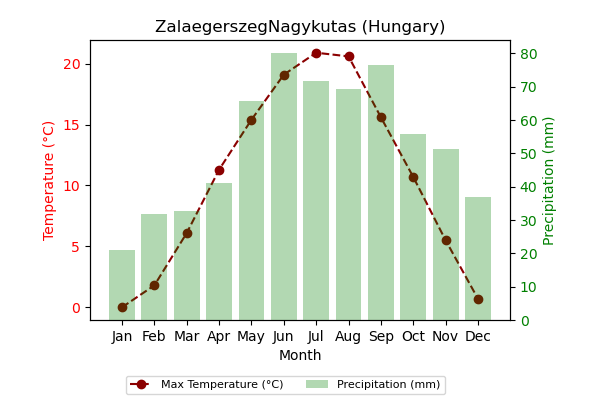 ZalaegerszegNagykutas (Hungary)
Temperature (°C)
20
15
10
5
0
80
70
60
50
40
30
20
10
0
Precipitation (mm)
Jan Feb Mar Apr May Jun Jul Aug Sep Oct Nov Dec
Month
Max Temperature (°C) Precipitation (mm)